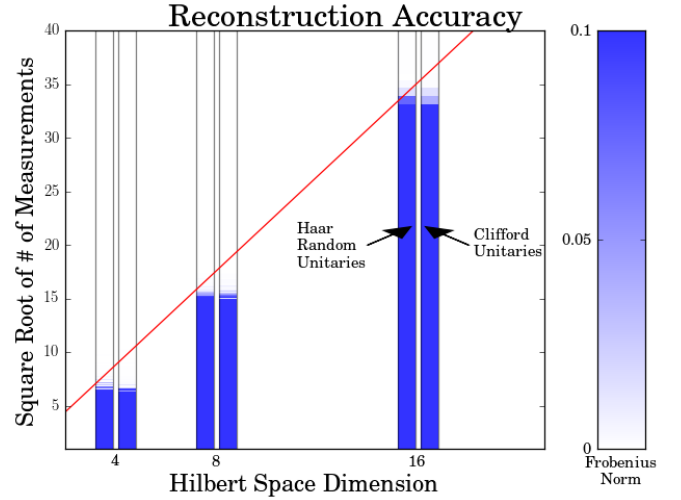 Reconstruction Accuracy
Square Root of # of Measurements
40
35
30
25
20
15
10
5
Haar
Random
Unitaries
Clifford
Unitaries
4
8
16
Hilbert Space Dimension
0.1
0.05
0
Frobenius
Norm